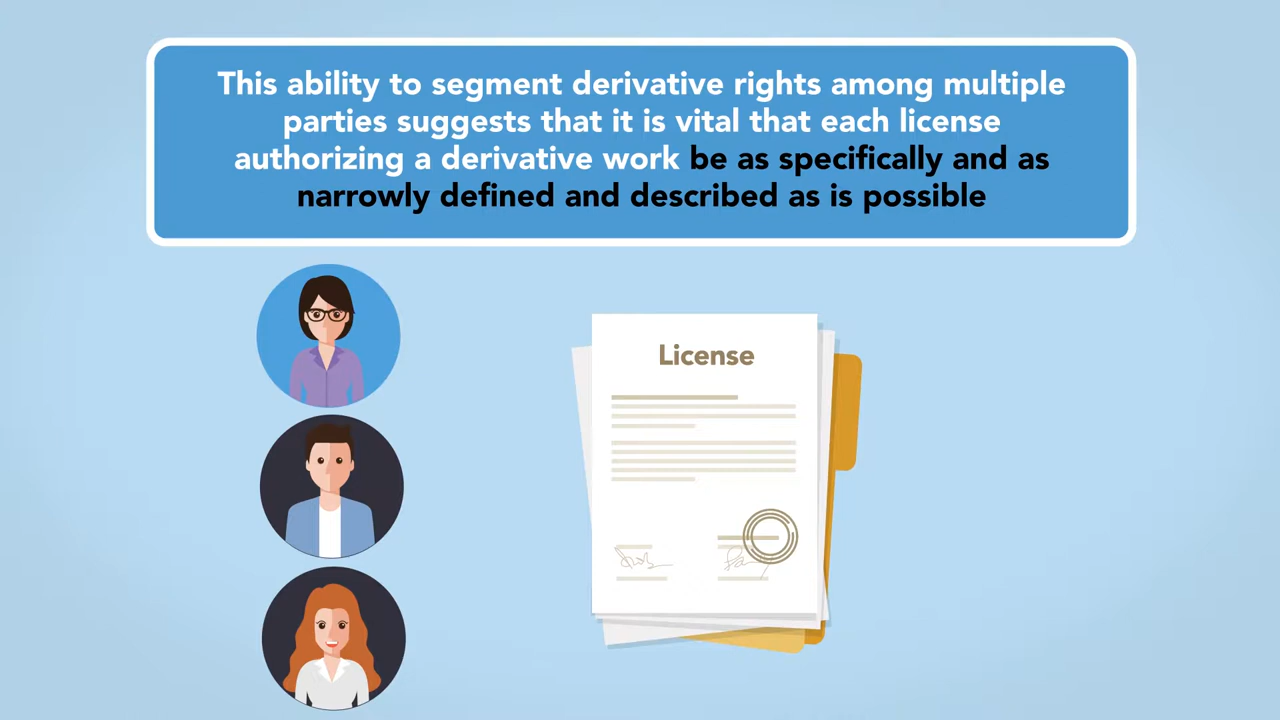 This ability to segment derivative rights among multiple
parties suggests that it is vital that each license
authorizing a derivative work be as specifically and as
narrowly defined and described as is possible
License